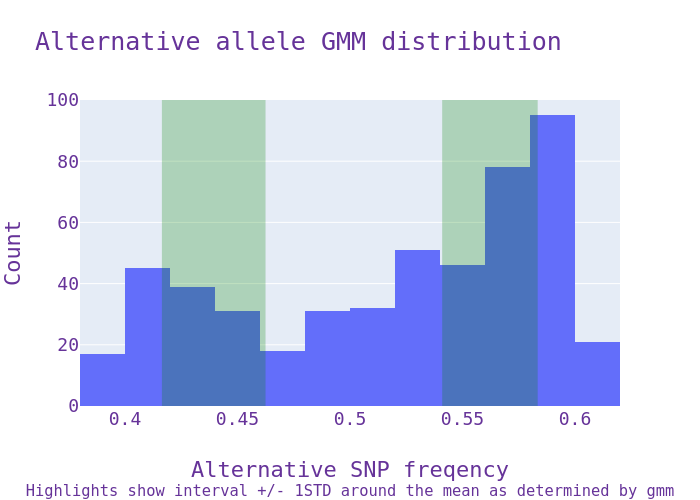 Alternative allele GMM distribution
100
80
60
40
20
0
Count
0.4 0.45 0.5 0.55 0.6
Alternative SNP freqency
Highlights show interval +/- 1STD around the mean as determined by gmm